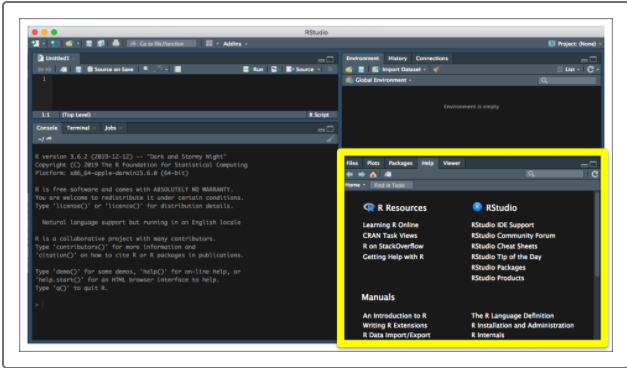 RStudio
Go to file/function
Addins
Project: (None)
Untitled1
Source on Save
Run
Source
1
1:1 (Top Level)
R Script
Console Terminal Jobs
~/
R version 3.6.2 (2019-12-12) -- "Dark and Stormy Night"
Copyright (C) 2019 The R Foundation for Statistical Computing
Platform: x86_64-apple-darwin15.6.0 (64-bit)
R is free software and comes with ABSOLUTELY NO WARRANTY.
You are welcome to redistribute it under certain conditions.
Type 'license()' or 'licence()' for distribution details.
Natural language support but running in an English locale
R is a collaborative project with many contributors.
Type 'contributors()' for more information and
'citation()' on how to cite R or R packages in publications.
Type 'demo()' for some demos, 'help()' for on-line help, or
'help.start()' for an HTML browser interface to help.
Type 'q()' to quit R.
>
Environment History Connections
Import Dataset
List
Global Environment
Environment is empty
Files Plots Packages Help Viewer
Home
Find in Topic
R Resources
Learning R Online
CRAN Task Views
R on StackOverflow
Getting Help with R
RStudio
RStudio IDE Support
RStudio Community Forum
RStudio Cheat Sheets
RStudio Tip of the Day
RStudio Packages
RStudio Products
Manuals
An Introduction to R
Writing R Extensions
R Data Import/Export
The R Language Definition
R Installation and Administration
R Internals